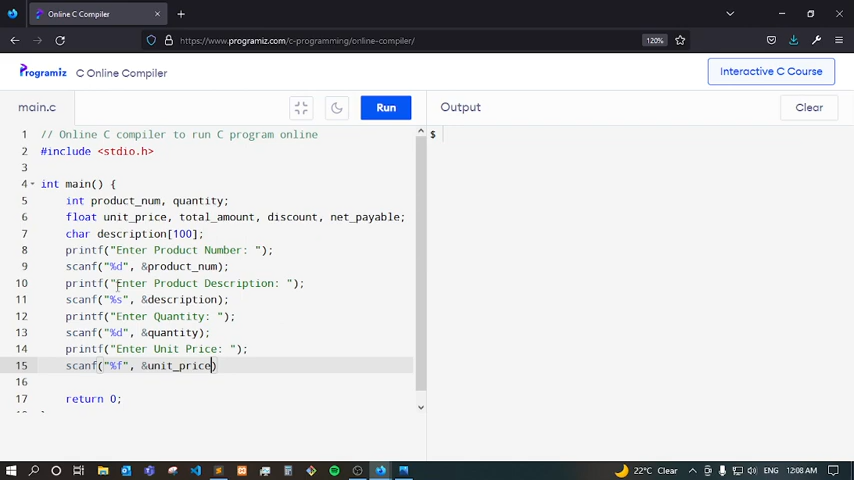 Online C Compiler
https://www.programiz.com/c-programming/online-compiler/
120%
Programiz
C Online Compiler
Interactive C Course
main.c
Run
Output
Clear
1 // Online C compiler to run C program online
2 #include <stdio.h>
3
4 int main() {
5 int product_num, quantity;
6 float unit_price, total_amount, discount, net_payable;
7 char description[100];
8 printf("Enter Product Number: ");
9 scanf("%d", &product_num);
10 printf("Enter Product Description: ");
11 scanf("%s", &description);
12 printf("Enter Quantity: ");
13 scanf("%d", &quantity);
14 printf("Enter Unit Price: ");
15 scanf("%f", &unit_price)
16
17 return 0;
$
22°C Clear
ENG
12:08 AM